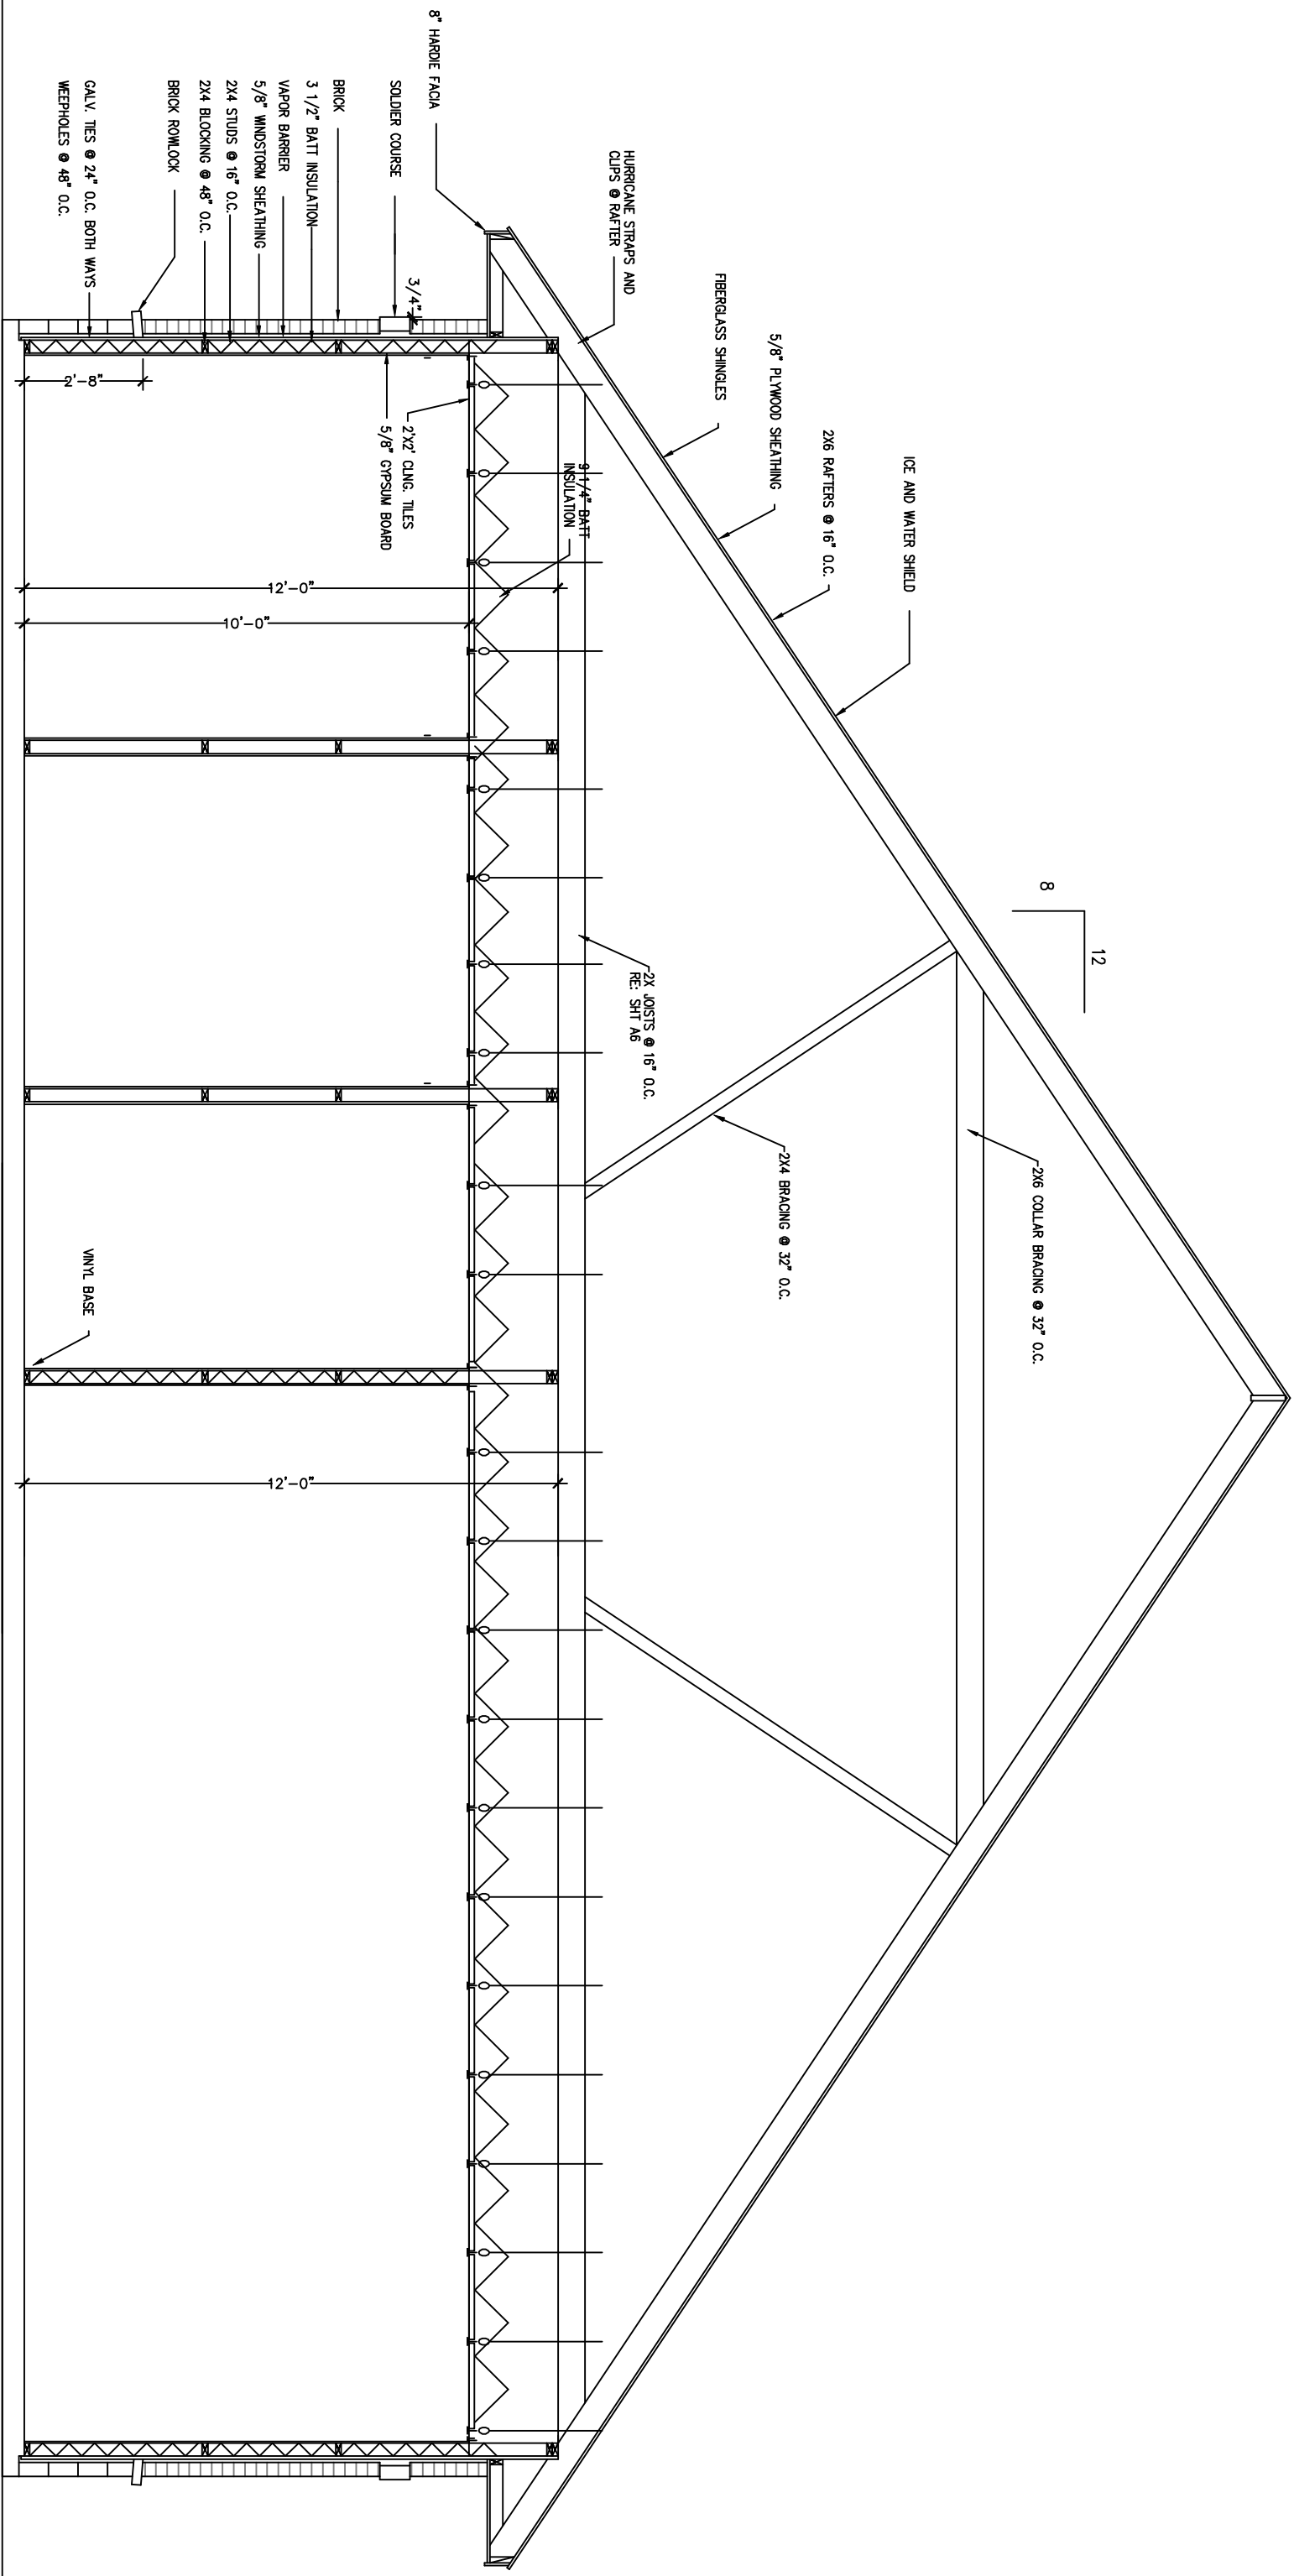 8" HARDIE FACIA
HURRICANE STRAPS AND
CLIPS @ RAFTER
FIBERGLASS SHINGLES
5/8" PLYWOOD SHEATHING
2X6 RAFTERS @ 16" O.C.
ICE AND WATER SHIELD
8
12
2X6 COLLAR BRACING @ 32" O.C.
2X4 BRACING @ 32" O.C.
2X JOISTS @ 16" O.C.
RE: SHT A6
9 1/4" BATT
INSULATION
2'X2' CLNG. TILES
5/8" GYPSUM BOARD
SOLDIER COURSE
3/4"
BRICK
3 1/2" BATT INSULATION
VAPOR BARRIER
5/8" WINDSTORM SHEATHING
2X4 STUDS @ 16" O.C.
2X4 BLOCKING @ 48" O.C.
BRICK ROWLOCK
GALV. TIES @ 24" O.C. BOTH WAYS
WEEPHOLES @ 48" O.C.
2'-8"
12'-0"
10'-0"
12'-0"
VINYL BASE